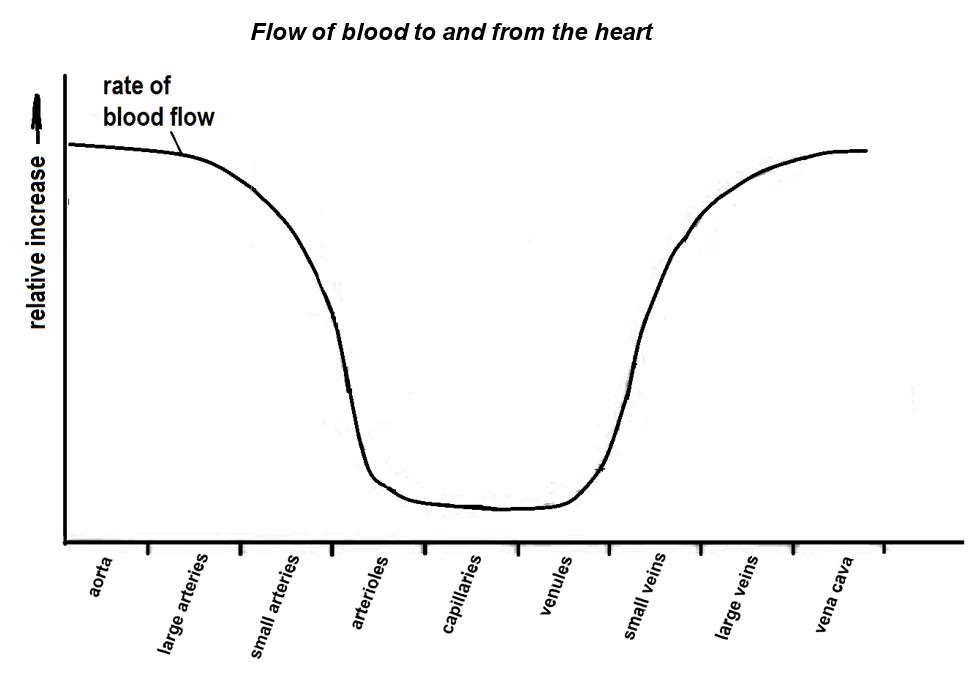 Flow of blood to and from the heart
rate of
blood flow
relative increase
aorta
large arteries
small arteries
arterioles
capillaries
venules
small veins
large veins
vena cava